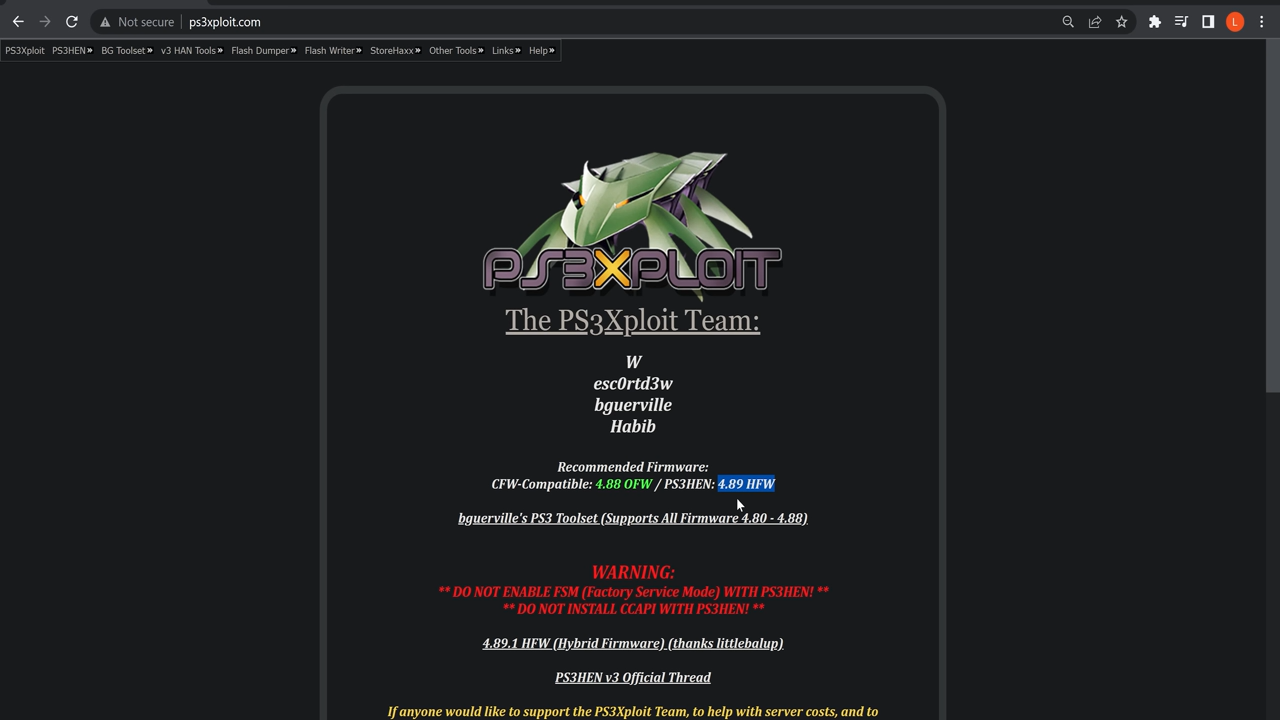 Not secure
ps3xploit.com
L
PS3Xploit PS3HEN» BG Toolset» v3 HAN Tools» Flash Dumper» Flash Writer» StoreHaxx» Other Tools» Links» Help»
PS3XPLOIT
The PS3Xploit Team:
W
esc0rtd3w
bguerville
Habib
Recommended Firmware:
CFW-Compatible: 4.88 OFW / PS3HEN: 4.89 HFW
bguerville's PS3 Toolset (Supports All Firmware 4.80 - 4.88)
WARNING:
** DO NOT ENABLE FSM (Factory Service Mode) WITH PS3HEN! **
** DO NOT INSTALL CCAPI WITH PS3HEN! **
4.89.1 HFW (Hybrid Firmware) (thanks littlebalup)
PS3HEN v3 Official Thread
If anyone would like to support the PS3Xploit Team, to help with server costs, and to